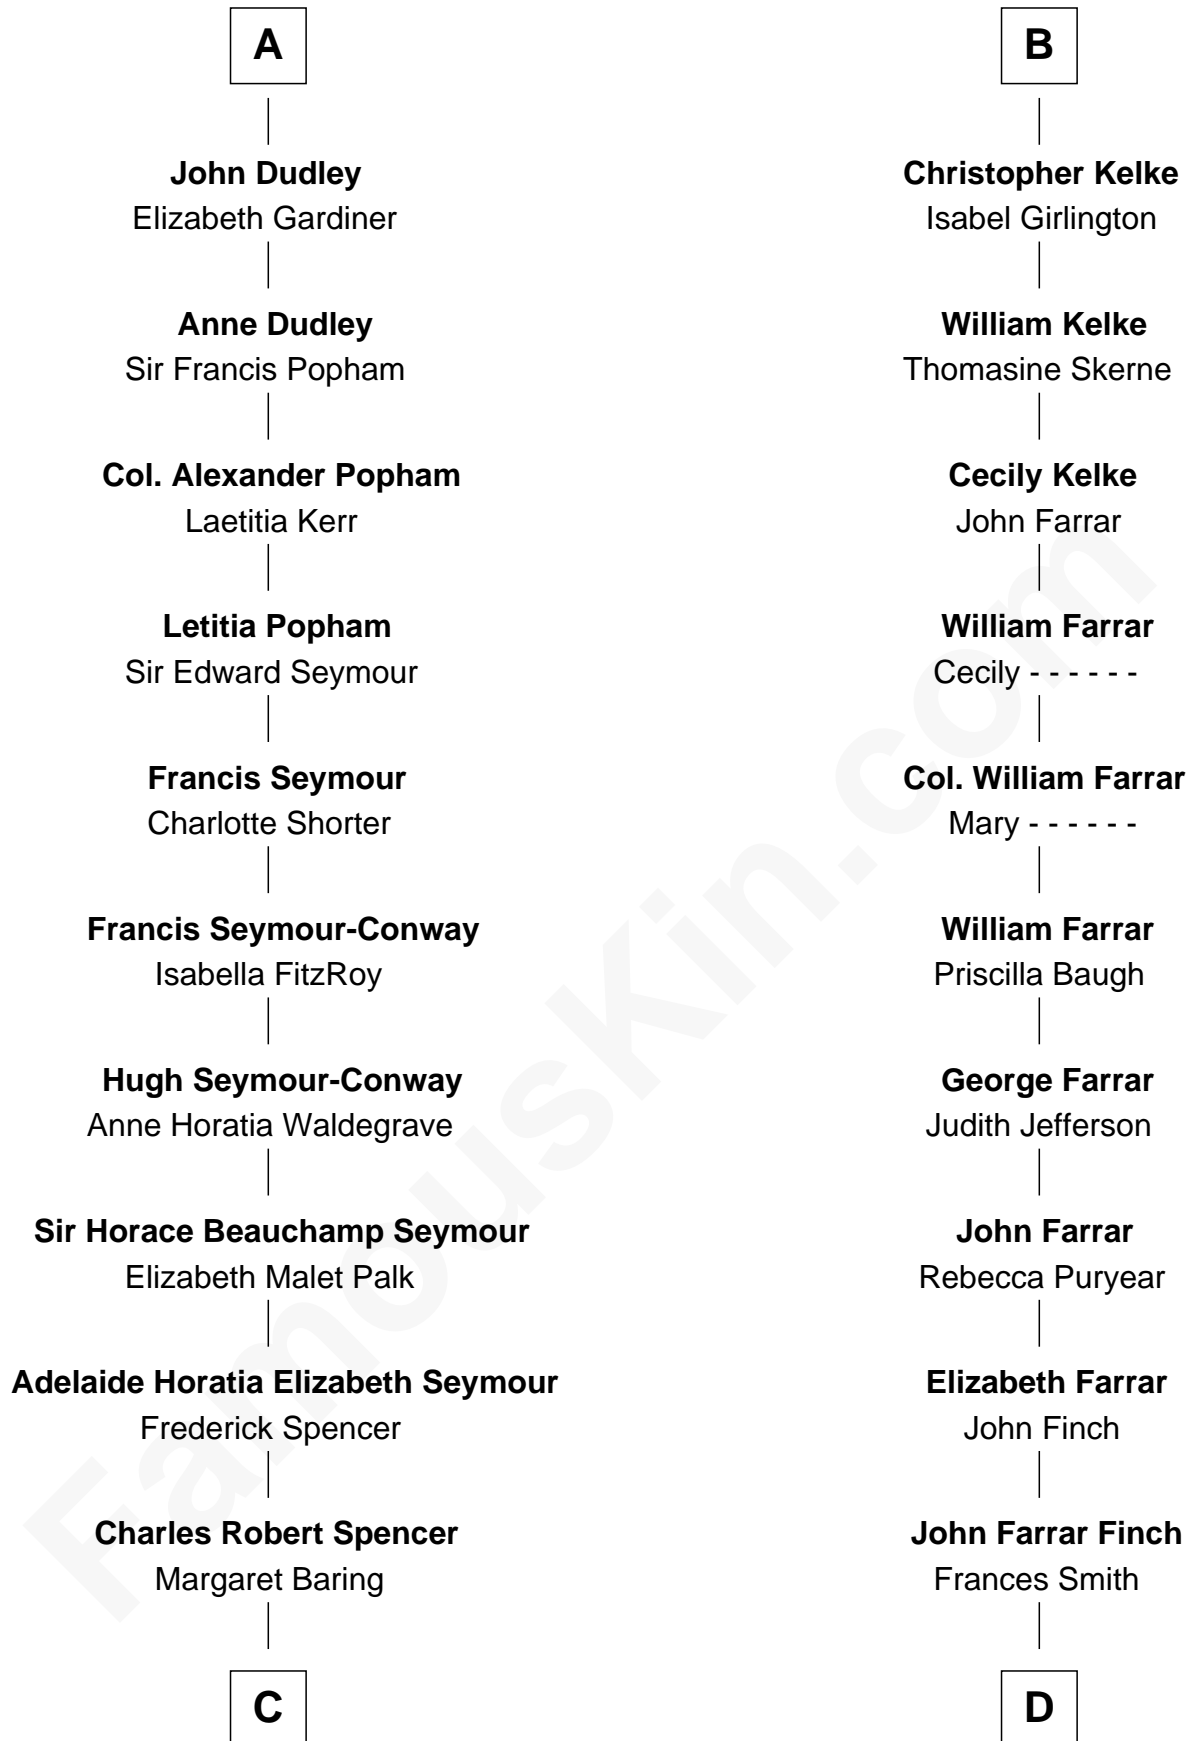 A
John Dudley
Elizabeth Gardiner
Anne Dudley
Sir Francis Popham
Col. Alexander Popham
Laetitia Kerr
Letitia Popham
Sir Edward Seymour
Francis Seymour
Charlotte Shorter
Francis Seymour-Conway
Isabella FitzRoy
Hugh Seymour-Conway
Anne Horatia Waldegrave
Sir Horace Beauchamp Seymour
Elizabeth Malet Palk
Adelaide Horatia Elizabeth Seymour
Frederick Spencer
Charles Robert Spencer
Margaret Baring
C
B
Christopher Kelke
Isabel Girlington
William Kelke
Thomasine Skerne
Cecily Kelke
John Farrar
William Farrar
Cecily - - - - - -
Col. William Farrar
Mary - - - - - -
William Farrar
Priscilla Baugh
George Farrar
Judith Jefferson
John Farrar
Rebecca Puryear
Elizabeth Farrar
John Finch
John Farrar Finch
Frances Smith
D
FamousKin.com